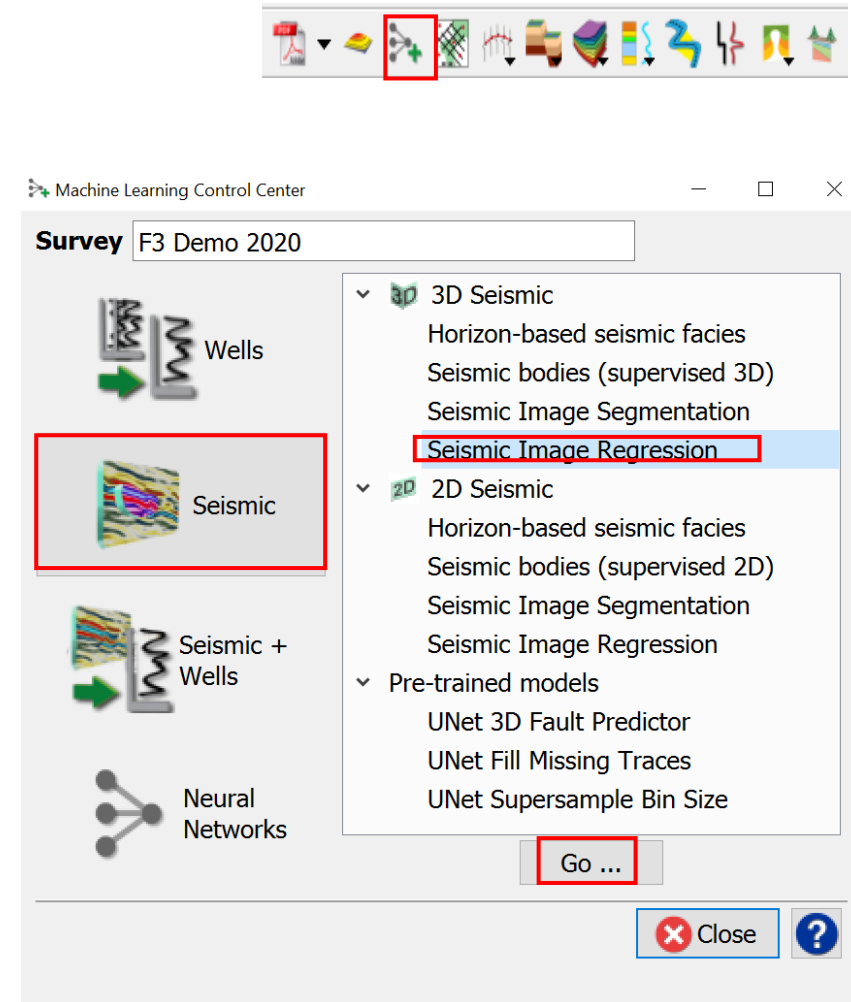 PDF
Machine Learning Control Center
Survey F3 Demo 2020
Wells
Seismic
Seismic +
Wells
Neural
Networks
3D 3D Seismic
Horizon-based seismic facies
Seismic bodies (supervised 3D)
Seismic Image Segmentation
Seismic Image Regression
2D 2D Seismic
Horizon-based seismic facies
Seismic bodies (supervised 2D)
Seismic Image Segmentation
Seismic Image Regression
Pre-trained models
UNet 3D Fault Predictor
UNet Fill Missing Traces
UNet Supersample Bin Size
Go ...
Close ?